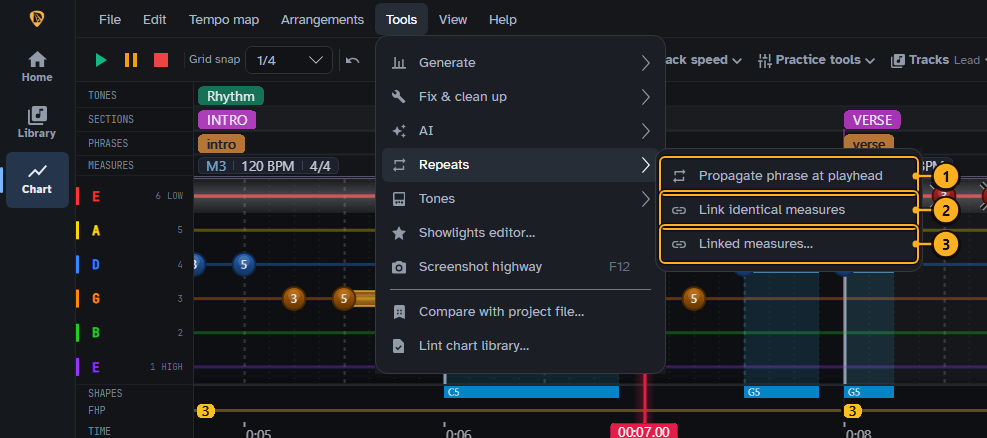 File Edit Tempo map Arrangements Tools View Help
Home
Library
Chart
Grid snap 1/4
ack speed Practice tools Tracks Lead
TONES Rhythm
SECTIONS INTRO VERSE
PHRASES intro verse
MEASURES M3 120 BPM 4/4
Generate
Fix & clean up
AI
Repeats
Tones
Showlights editor...
Screenshot highway F12
Compare with project file...
Lint chart library...
Propagate phrase at playhead 1
Link identical measures 2
Linked measures... 3
E 6 LOW
A 5
D 4 3 5
G 3 3 5 5
B 2
E 1 HIGH
SHAPES C5 G5 G5
FHP 3 3
TIME 0:05 0:06 00:07.00 0:08